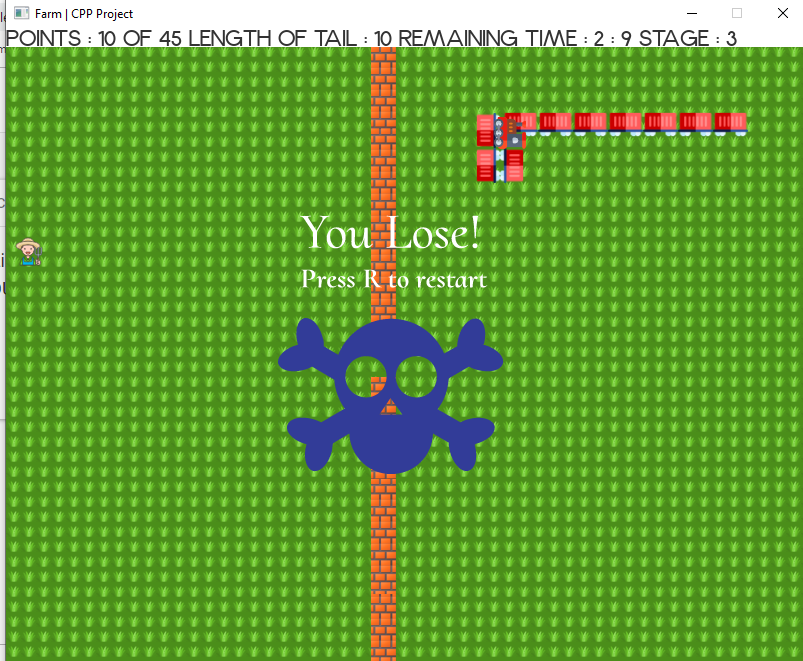 Farm | CPP Project
POINTS : 10 OF 45 LENGTH OF TAIL : 10 REMAINING TIME : 2 : 9 STAGE : 3
You Lose!
Press R to restart